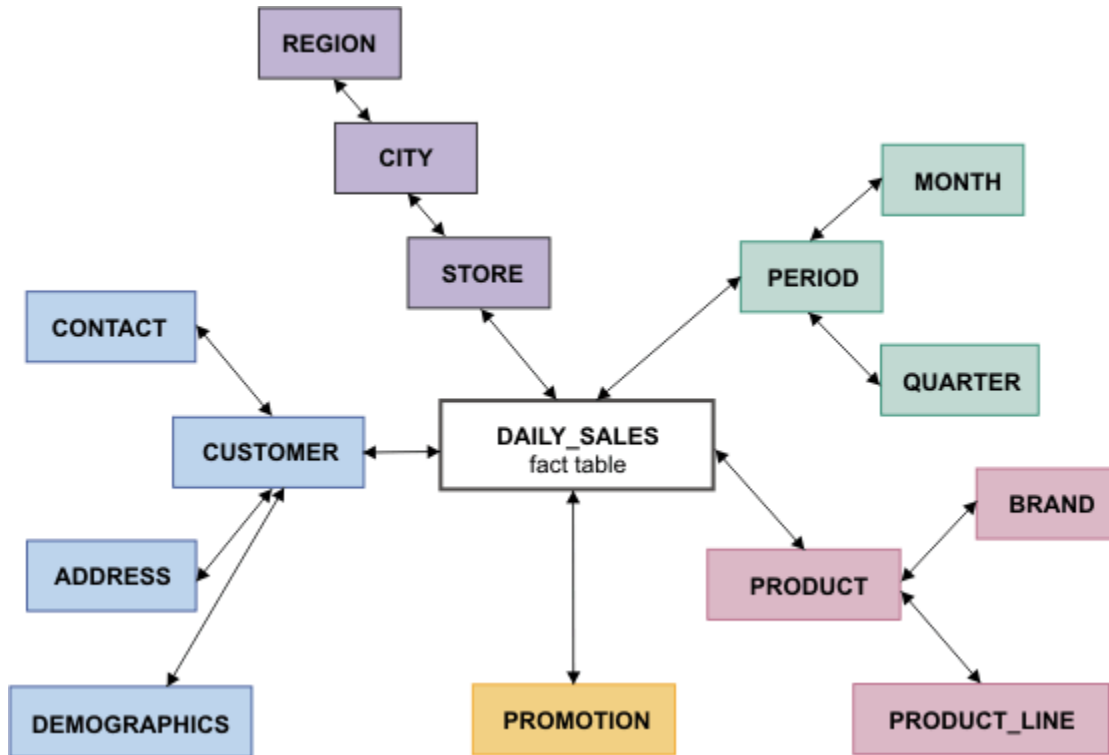 REGION
CITY
MONTH
STORE
PERIOD
CONTACT
QUARTER
CUSTOMER
DAILY_SALES
fact table
BRAND
ADDRESS
PRODUCT
DEMOGRAPHICS
PROMOTION
PRODUCT_LINE